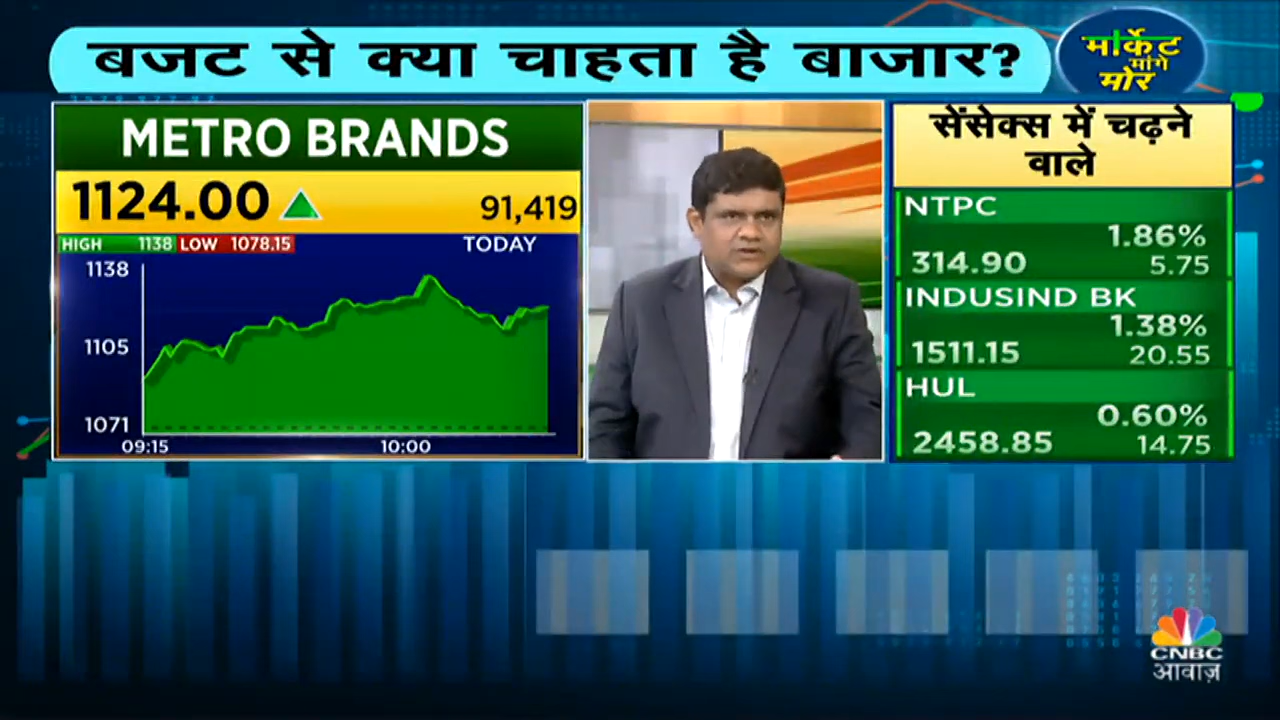 बजट से क्या चाहता है बाजार?
मार्केट
मांगे
मोर
METRO BRANDS
1124.00 91,419
HIGH 1138 LOW 1078.15 TODAY
1138
1105
1071
09:15 10:00
सेंसेक्स में चढ़ने
वाले
NTPC
1.86%
314.90 5.75
INDUSIND BK
1.38%
1511.15 20.55
HUL
0.60%
2458.85 14.75
CNBC
आवाज़